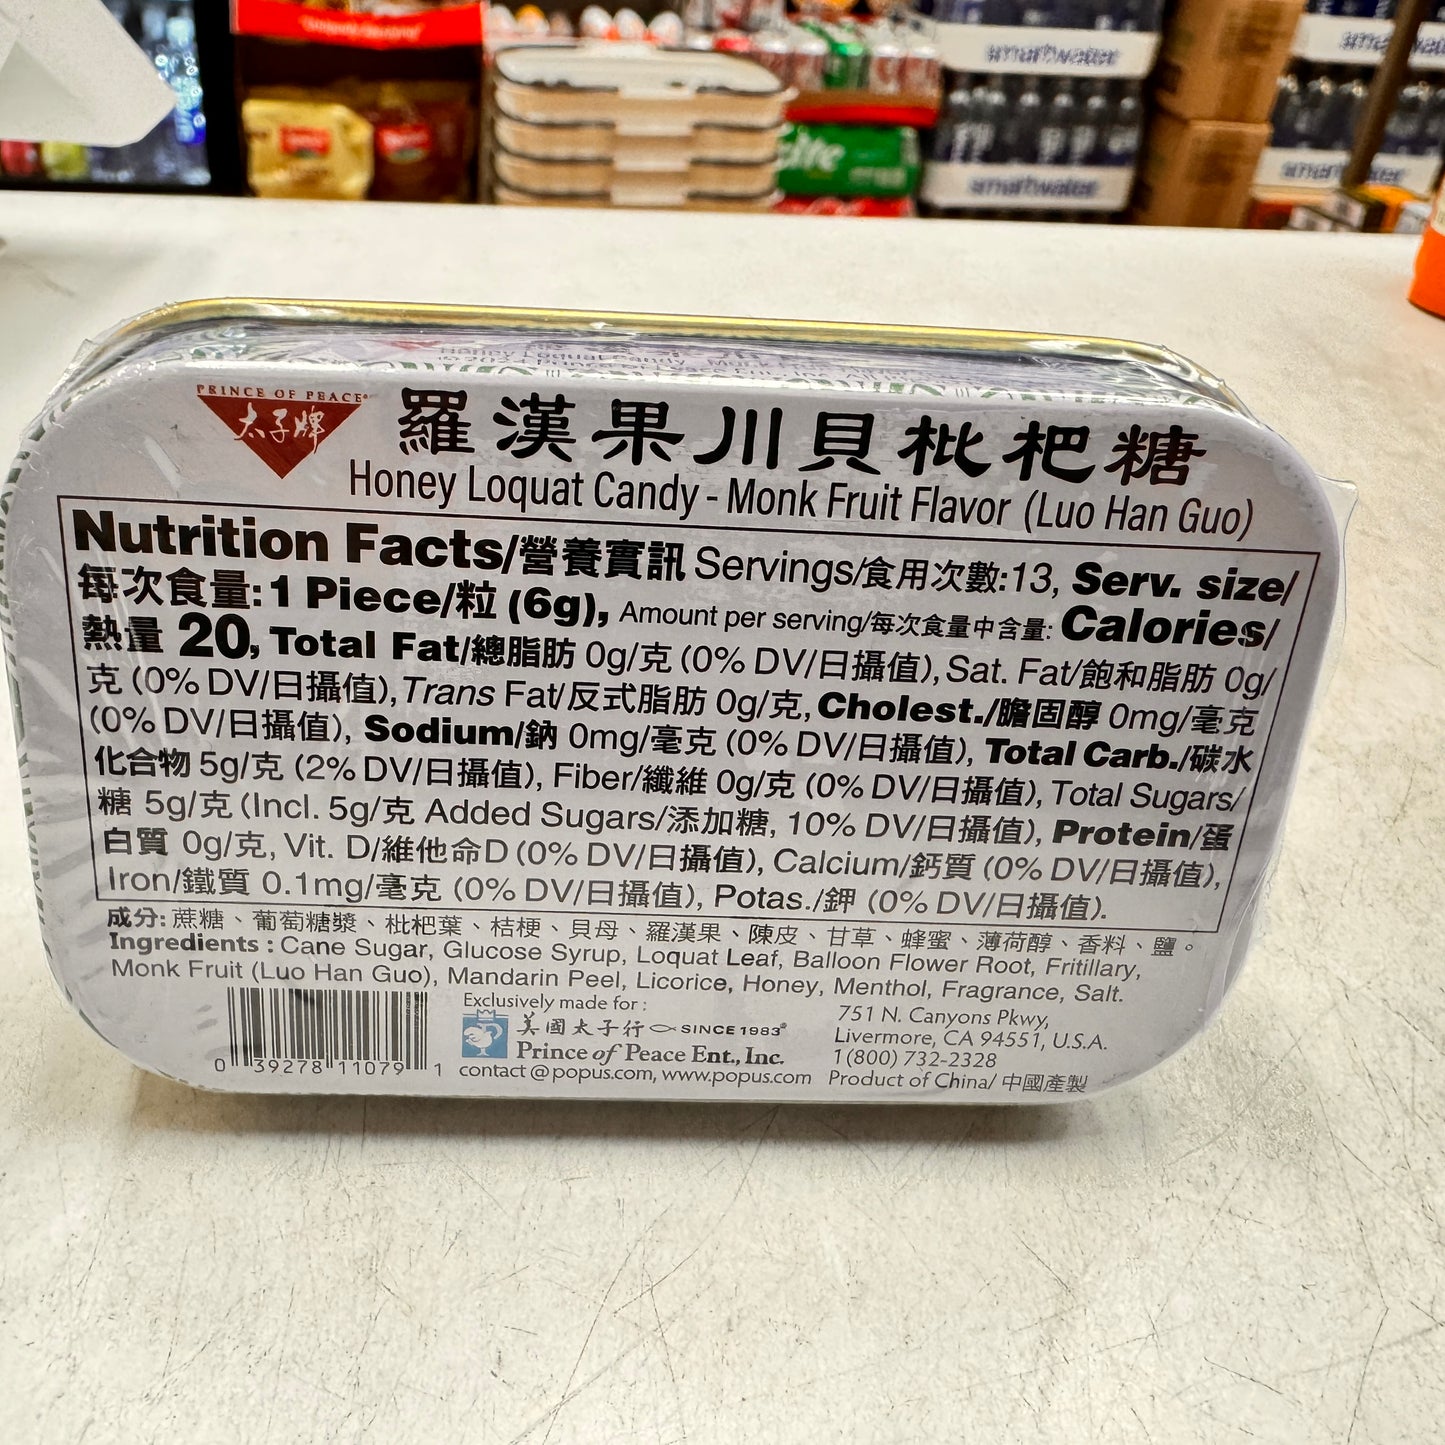 smartwater
smartwater
smartwater
PRINCE OF PEACE®
太子牌
羅漢果川貝枇杷糖
Honey Loquat Candy - Monk Fruit Flavor (Luo Han Guo)
Nutrition Facts/營養實訊 Servings/食用次數:13, Serv. size/
每次食量: 1 Piece/粒 (6g), Amount per serving/每次食量中含量: Calories/
熱量 20, Total Fat/總脂肪 0g/克 (0% DV/日攝值), Sat. Fat/飽和脂肪 0g/
克 (0% DV/日攝值), Trans Fat/反式脂肪 0g/克, Cholest./膽固醇 0mg/毫克
(0% DV/日攝值), Sodium/鈉 0mg/毫克 (0% DV/日攝值), Total Carb./碳水
化合物 5g/克 (2% DV/日攝值), Fiber/纖維 0g/克 (0% DV/日攝值), Total Sugars/
糖 5g/克 (Incl. 5g/克 Added Sugars/添加糖, 10% DV/日攝值), Protein/蛋
白質 0g/克, Vit. D/維他命D (0% DV/日攝值), Calcium/鈣質 (0% DV/日攝值),
Iron/鐵質 0.1mg/毫克 (0% DV/日攝值), Potas./鉀 (0% DV/日攝值).
成分: 蔗糖、葡萄糖漿、枇杷葉、桔梗、貝母、羅漢果、陳皮、甘草、蜂蜜、薄荷醇、香料、鹽。
Ingredients : Cane Sugar, Glucose Syrup, Loquat Leaf, Balloon Flower Root, Fritillary,
Monk Fruit (Luo Han Guo), Mandarin Peel, Licorice, Honey, Menthol, Fragrance, Salt.
0 39278 11079 1
Exclusively made for :
美國太子行 SINCE 1983®
Prince of Peace Ent., Inc.
contact@popus.com, www.popus.com
751 N. Canyons Pkwy,
Livermore, CA 94551, U.S.A.
1(800) 732-2328
Product of China/ 中國產製